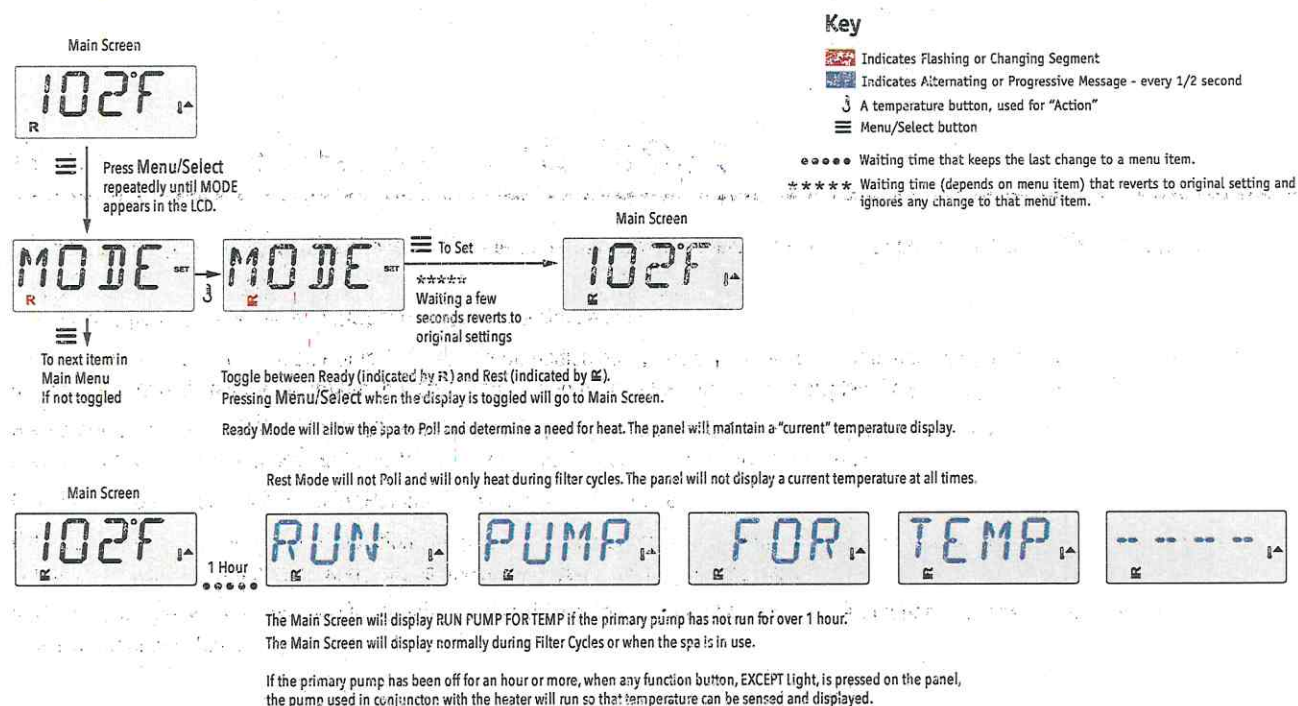 Key
Indicates Flashing or Changing Segment
Indicates Alternating or Progressive Message - every 1/2 second
A temperature button, used for "Action"
Menu/Select button
Waiting time that keeps the last change to a menu item.
***** Waiting time (depends on menu item) that reverts to original setting and
ignores any change to that menu item.
Main Screen
102°F
R
Press Menu/Select
repeatedly until MODE
appears in the LCD.
MODE SET
R
MODE SET
R
To Set
*****
Waiting a few
seconds reverts to
original settings
Main Screen
102°F
R
To next item in
Main Menu
If not toggled
Toggle between Ready (indicated by R) and Rest (indicated by R).
Pressing Menu/Select when the display is toggled will go to Main Screen.
Ready Mode will allow the spa to Poll and determine a need for heat. The panel will maintain a "current" temperature display.
Rest Mode will not Poll and will only heat during filter cycles. The panel will not display a current temperature at all times.
Main Screen
102°F
R
1 Hour
RUN
R
PUMP
R
FOR
R
TEMP
R
- - - -
R
The Main Screen will display RUN PUMP FOR TEMP if the primary pump has not run for over 1 hour.
The Main Screen will display normally during Filter Cycles or when the spa is in use.
If the primary pump has been off for an hour or more, when any function button, EXCEPT Light, is pressed on the panel,
the pump used in conjuncton with the heater will run so that temperature can be sensed and displayed.